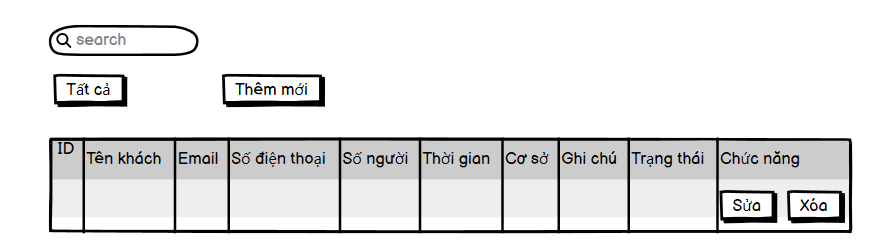 search
Tất cả Thêm mới
ID Tên khách Email Số điện thoại Số người Thời gian Cơ sở Ghi chú Trạng thái Chức năng
Sửa Xóa